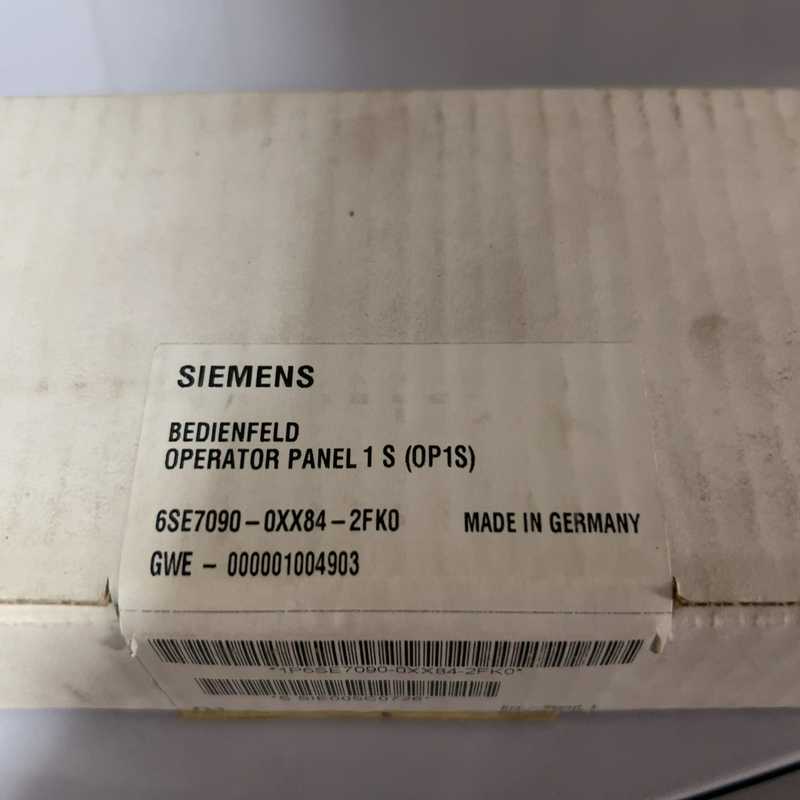 SIEMENS
BEDIENFELD
OPERATOR PANEL 1 S (OP1S)
6SE7090-0XX84-2FK0 MADE IN GERMANY
GWE - 000001004903
*1P6SE7090-0XX84-2FK0*